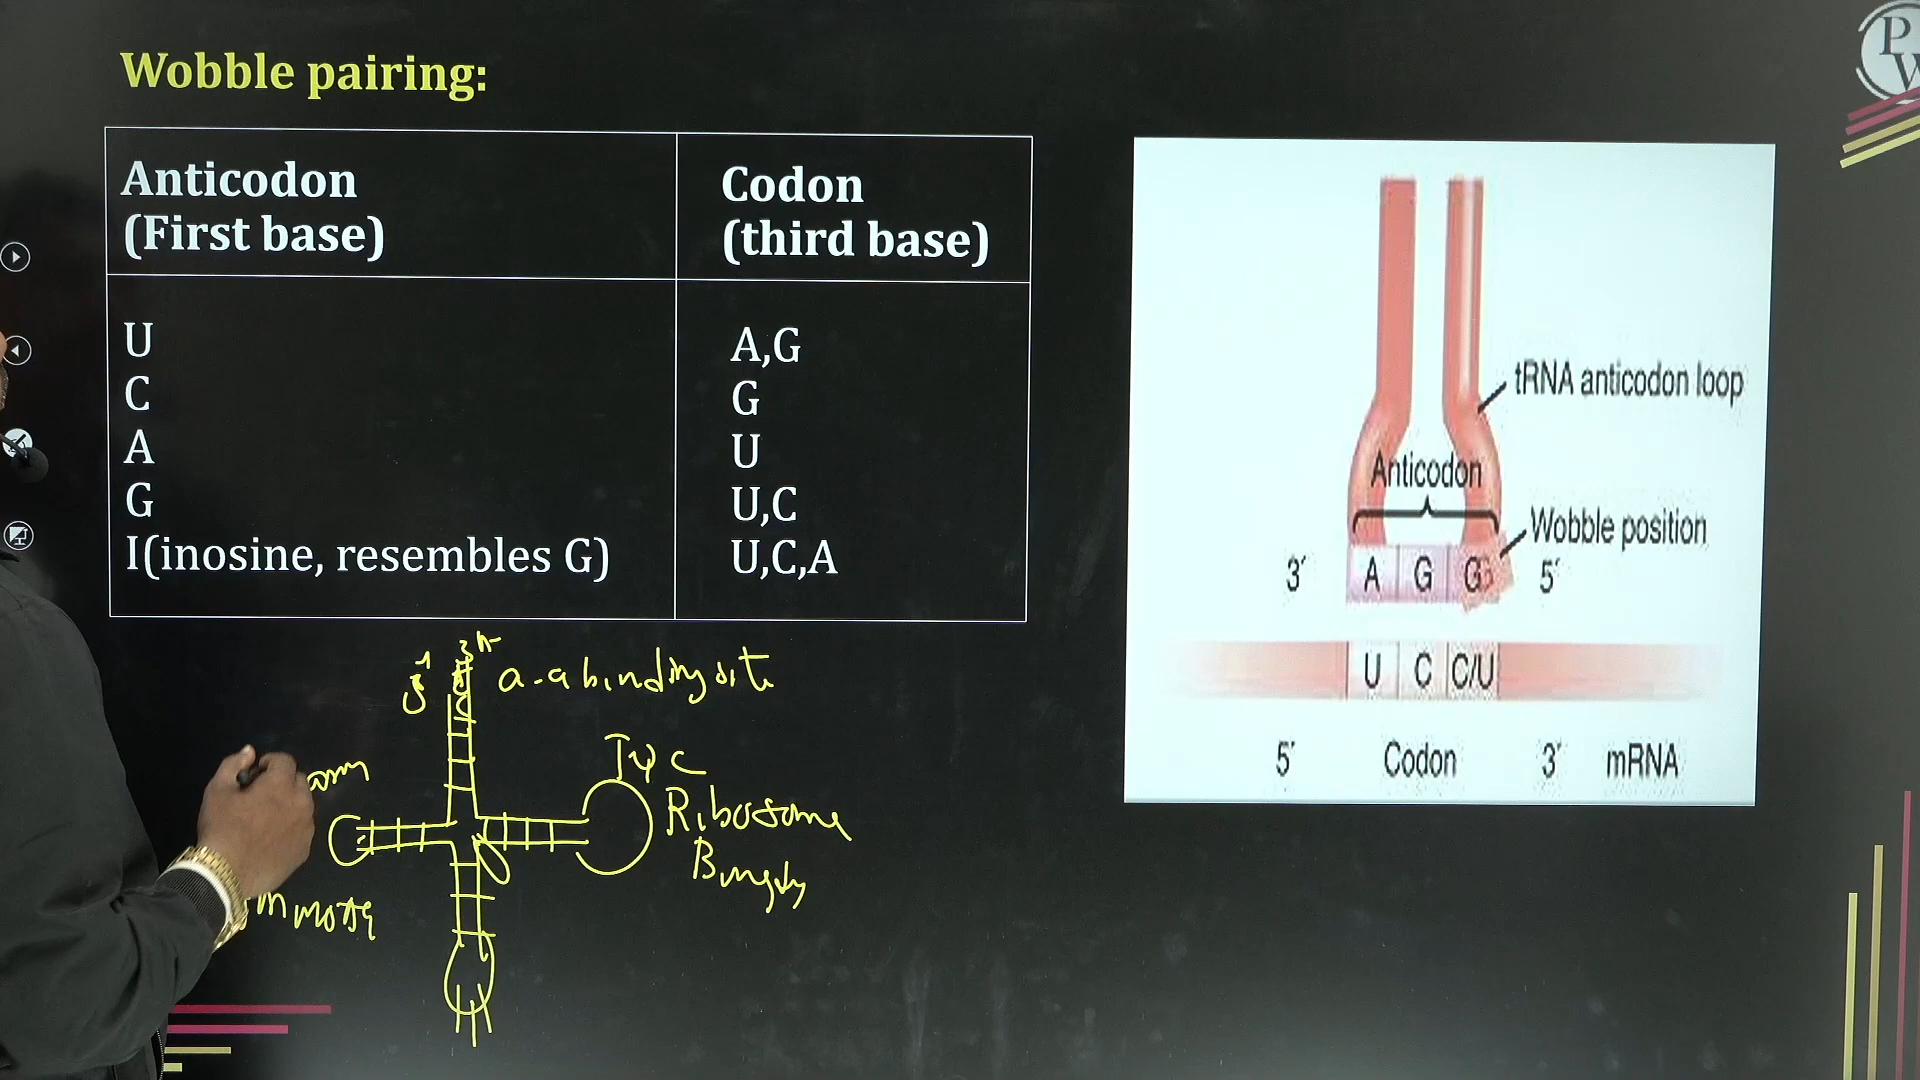 Wobble pairing:
Anticodon
(First base)
Codon
(third base)
U
A,G
C
G
A
U
G
U,C
I(inosine, resembles G)
U,C,A
tRNA anticodon loop
Anticodon
Wobble position
3′ A G G 5′
U C C/U
5′ Codon 3′ mRNA
P
W
a-a binding site
5'
3'
TψC
Ribosome
arm